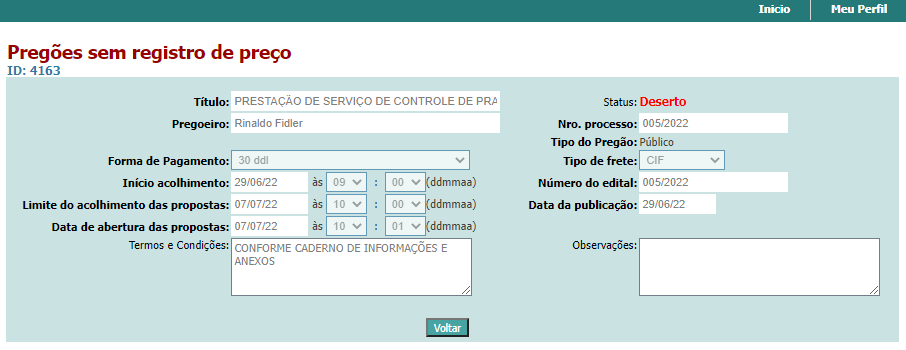 Inicio Meu Perfil
Pregões sem registro de preço
ID: 4163
Título: PRESTAÇÃO DE SERVIÇO DE CONTROLE DE PRA Status: Deserto
Pregoeiro: Rinaldo Fidler Nro. processo: 005/2022
Tipo do Pregão: Público
Forma de Pagamento: 30 ddl Tipo de frete: CIF
Início acolhimento: 29/06/22 às 09 : 00 (ddmmaa) Número do edital: 005/2022
Limite do acolhimento das propostas: 07/07/22 às 10 : 00 (ddmmaa) Data da publicação: 29/06/22
Data de abertura das propostas: 07/07/22 às 10 : 01 (ddmmaa)
Termos e Condições: CONFORME CADERNO DE INFORMAÇÕES E Observações:
ANEXOS
Voltar